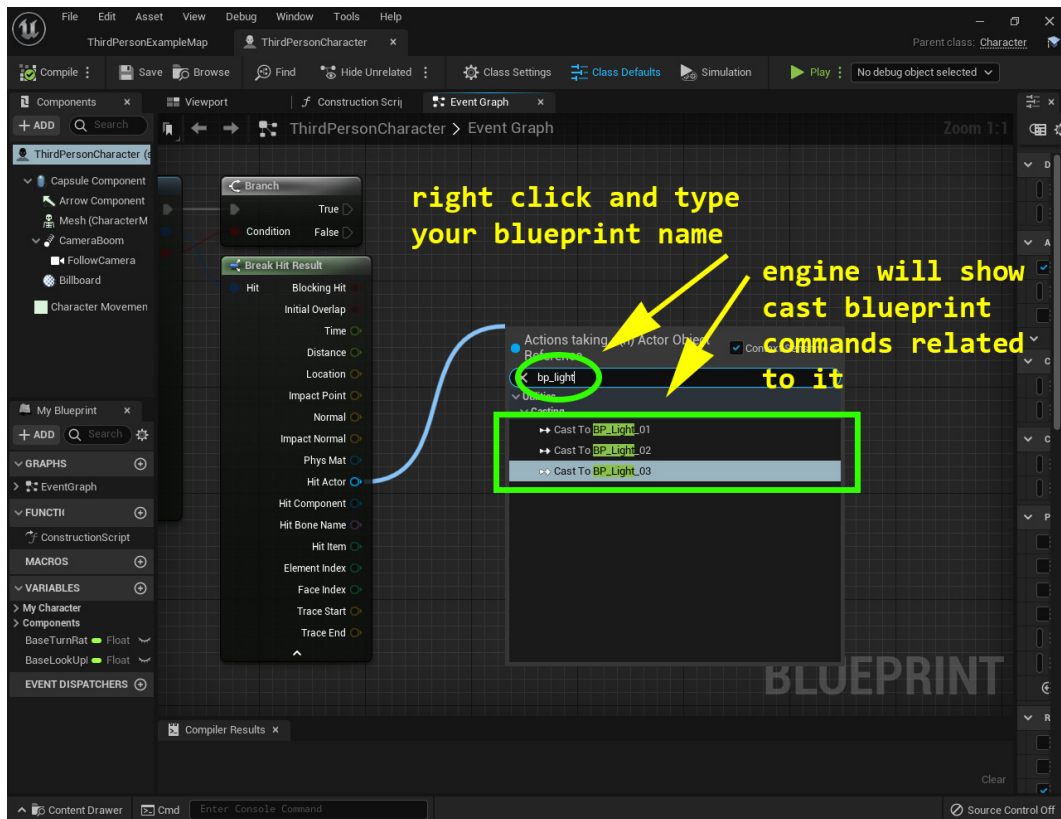 File Edit Asset View Debug Window Tools Help
ThirdPersonExampleMap
ThirdPersonCharacter ×
Parent class: Character
Compile
Save
Browse
Find
Hide Unrelated
Class Settings
Class Defaults
Simulation
Play
No debug object selected
Components ×
Viewport
Construction Scrip
Event Graph ×
+ ADD
Search
ThirdPersonCharacter > Event Graph
Zoom 1:1
ThirdPersonCharacter (s
Capsule Component
Arrow Component
Mesh (CharacterM
CameraBoom
FollowCamera
Billboard
Character Movemen
Branch
True
Condition False
Break Hit Result
Hit Blocking Hit
Initial Overlap
Time
Distance
Location
Impact Point
Normal
Impact Normal
Phys Mat
Hit Actor
Hit Component
Hit Bone Name
Hit Item
Element Index
Face Index
Trace Start
Trace End
right click and type
your blueprint name
engine will show
cast blueprint
commands related
to it
Actions taking Actor Object
Reference
bp_light
Utilities
Casting
Cast To BP_Light_01
Cast To BP_Light_02
Cast To BP_Light_03
BLUEPRINT
My Blueprint ×
+ ADD
Search
GRAPHS
EventGraph
FUNCTI
ConstructionScript
MACROS
VARIABLES
My Character
Components
BaseTurnRat Float
BaseLookUpl Float
EVENT DISPATCHERS
D
A
C
C
P
R
Compiler Results ×
Clear
Content Drawer
Cmd
Enter Console Command
Source Control Off